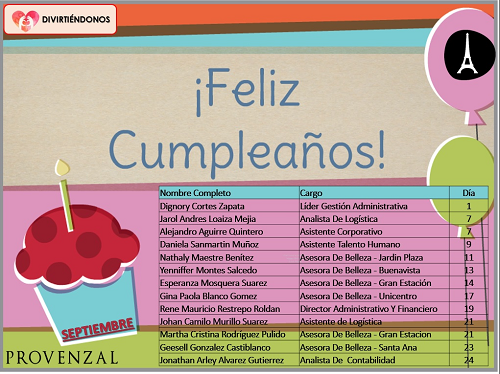 DIVIRTIÉNDONOS
¡Feliz
Cumpleaños!
Nombre Completo Cargo Día
Dignory Cortes Zapata Líder Gestión Administrativa 1
Jarol Andres Loaiza Mejia Analista De Logística 7
Alejandro Aguirre Quintero Asistente Corporativo 7
Daniela Sanmartin Muñoz Asistente Talento Humano 9
Nathaly Maestre Benítez Asesora De Belleza - Jardin Plaza 11
Yenniffer Montes Salcedo Asesora De Belleza - Buenavista 13
Esperanza Mosquera Suarez Asesora De Belleza - Gran Estación 14
Gina Paola Blanco Gomez Asesora De Belleza - Unicentro 17
Rene Mauricio Restrepo Roldan Director Administrativo Y Financiero 19
Johan Camilo Murillo Suarez Asistente de Logística 21
Martha Cristina Rodríguez Pulido Asesora De Belleza - Gran Estacion 21
Geesell Gonzalez Castiblanco Asesora De Belleza - Santa Ana 23
Jonathan Arley Alvarez Gutierrez Analista De Contabilidad 24
SEPTIEMBRE
PROVENZAL